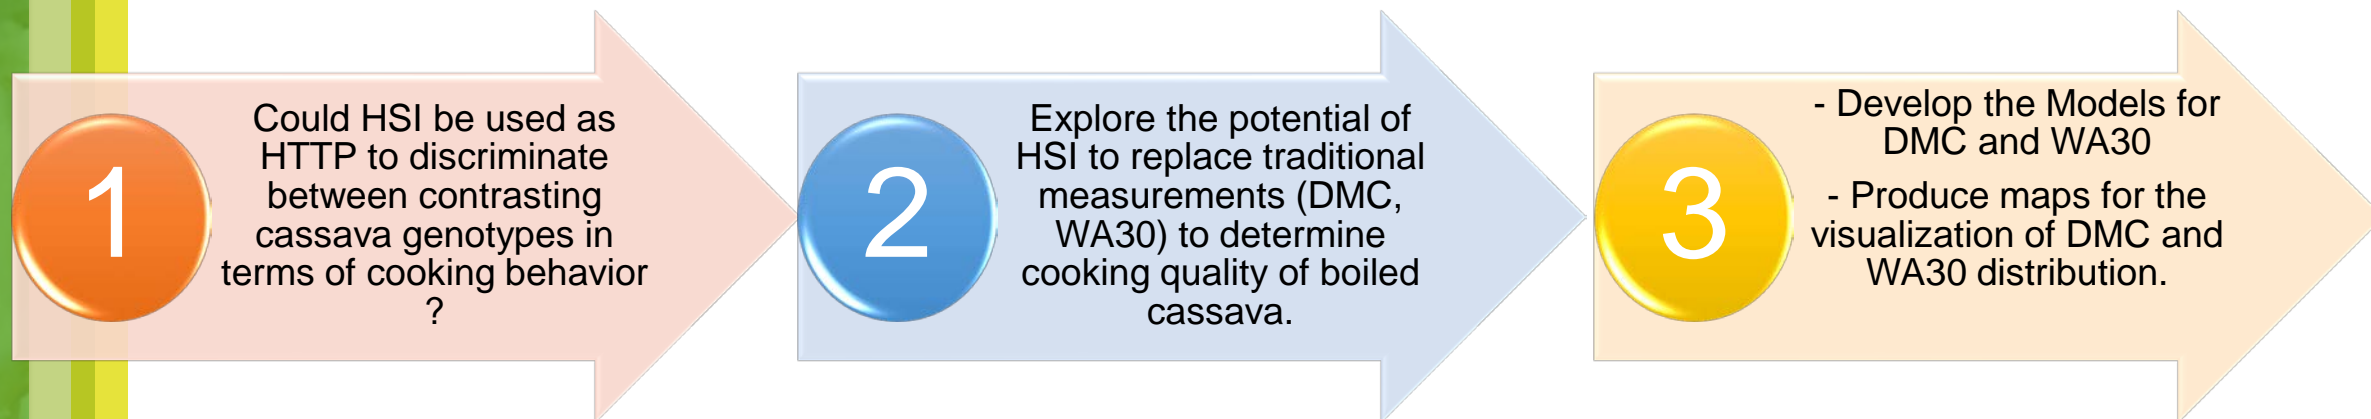 1
Could HSI be used as
HTTP to discriminate
between contrasting
cassava genotypes in
terms of cooking behavior
?
2
Explore the potential of
HSI to replace traditional
measurements (DMC,
WA30) to determine
cooking quality of boiled
cassava.
3
- Develop the Models for
DMC and WA30
- Produce maps for the
visualization of DMC and
WA30 distribution.